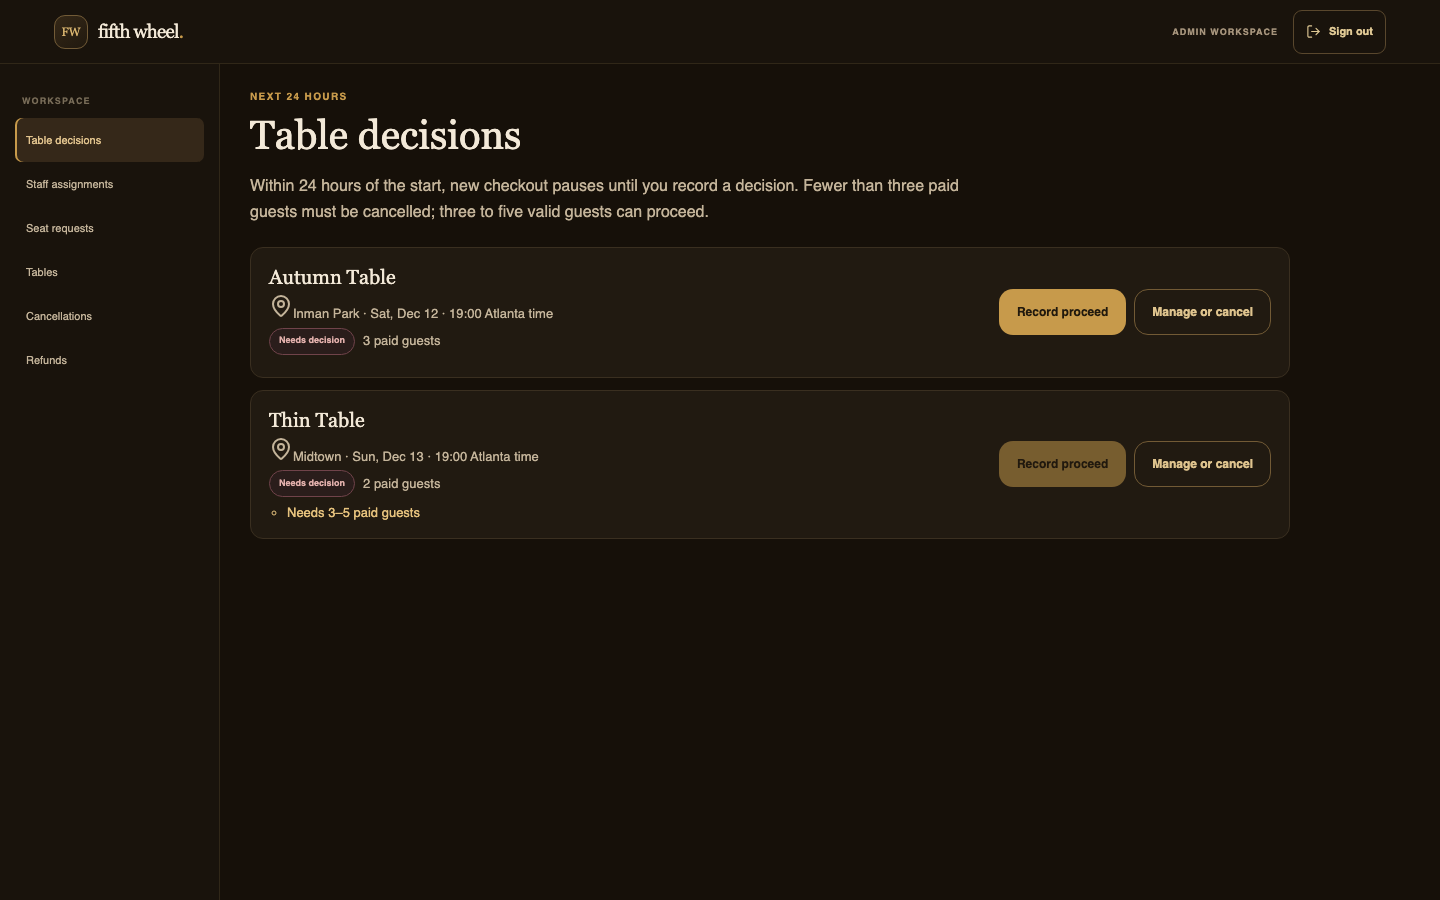 FW
fifth wheel.
ADMIN WORKSPACE
Sign out
WORKSPACE
Table decisions
Staff assignments
Seat requests
Tables
Cancellations
Refunds
NEXT 24 HOURS
Table decisions
Within 24 hours of the start, new checkout pauses until you record a decision. Fewer than three paid
guests must be cancelled; three to five valid guests can proceed.
Autumn Table
Inman Park · Sat, Dec 12 · 19:00 Atlanta time
Needs decision 3 paid guests
Record proceed
Manage or cancel
Thin Table
Midtown · Sun, Dec 13 · 19:00 Atlanta time
Needs decision 2 paid guests
Needs 3–5 paid guests
Record proceed
Manage or cancel